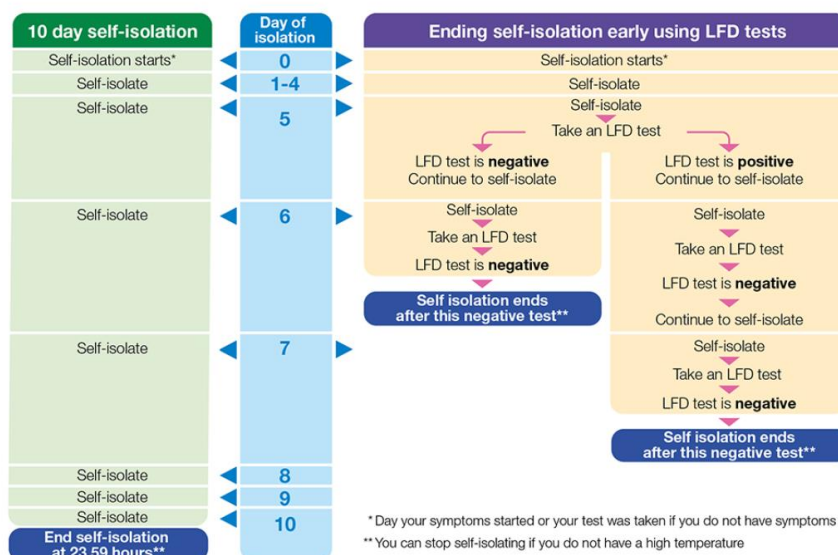 10 day self-isolation
Self-isolation starts*
Self-isolate
Self-isolate
Self-isolate
Self-isolate
Self-isolate
Self-isolate
Self-isolate
End self-isolation
at 23.59 hours**
Day of
isolation
0
1-4
5
6
7
8
9
10
Ending self-isolation early using LFD tests
Self-isolation starts*
Self-isolate
Self-isolate
Take an LFD test
LFD test is negative
Continue to self-isolate
Self-isolate
Take an LFD test
LFD test is negative
Self isolation ends
after this negative test**
LFD test is positive
Continue to self-isolate
Self-isolate
Take an LFD test
LFD test is negative
Continue to self-isolate
Self-isolate
Take an LFD test
LFD test is negative
Self isolation ends
after this negative test**
* Day your symptoms started or your test was taken if you do not have symptoms
** You can stop self-isolating if you do not have a high temperature